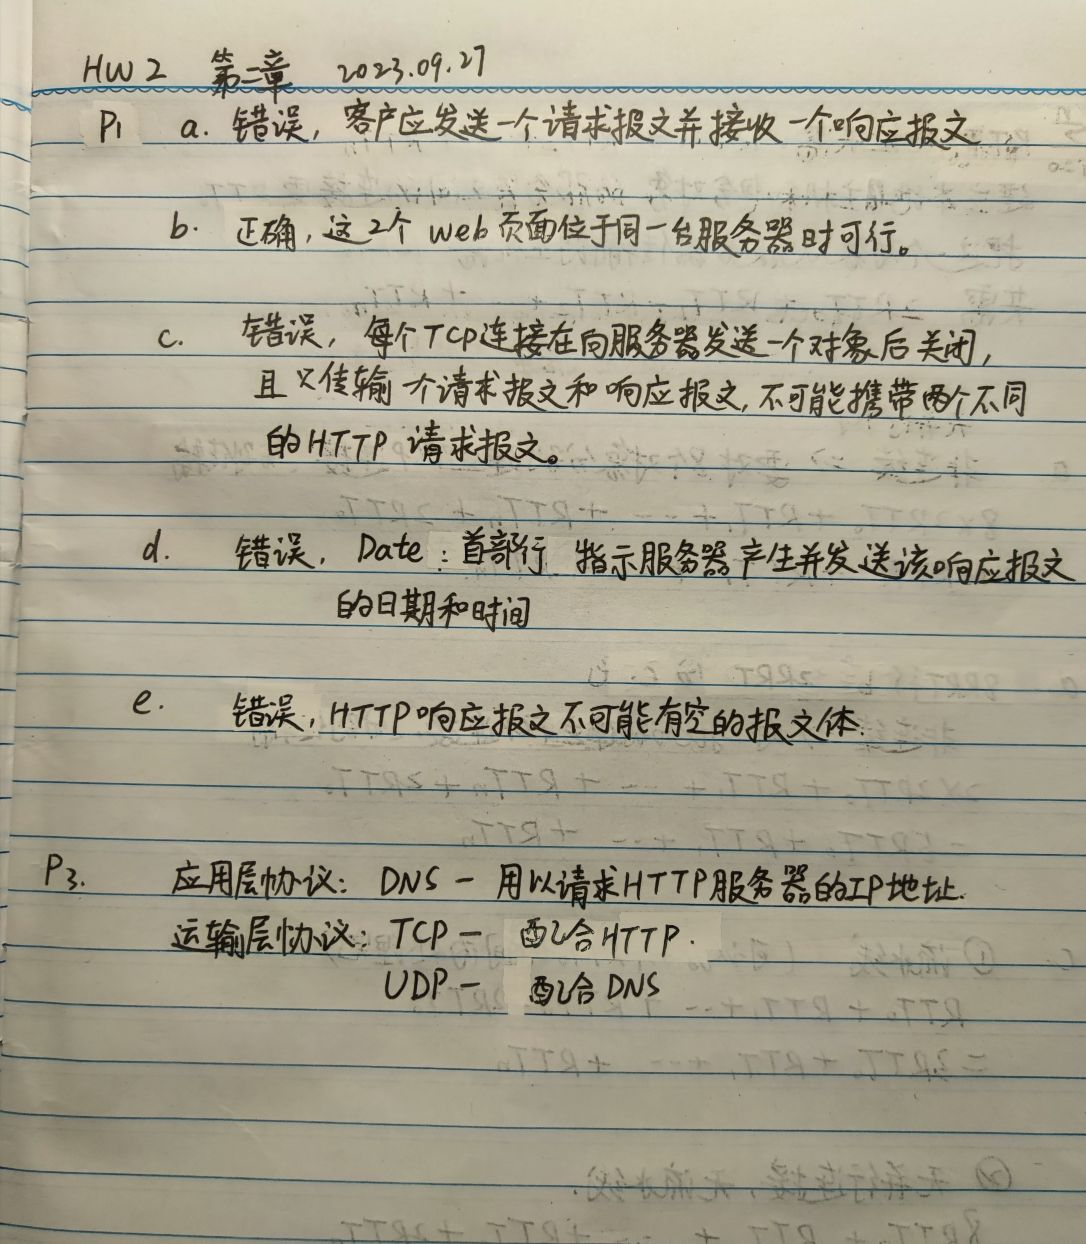 HW 2 第二章 2023.09.27
P1 a. 错误，客户应发送一个请求报文并接收一个响应报文
b. 正确，这2个web页面位于同一台服务器时可行。
c. 错误，每个TCP连接在向服务器发送一个对象后关闭，
且只传输一个请求报文和响应报文，不可能携带两个不同
的HTTP请求报文。
d. 错误，Date：首部行 指示服务器产生并发送该响应报文
的日期和时间
e. 错误，HTTP响应报文不可能有空的报文体.
P3. 应用层协议：DNS — 用以请求HTTP服务器的IP地址.
运输层协议：TCP — 配合HTTP.
UDP — 配合DNS